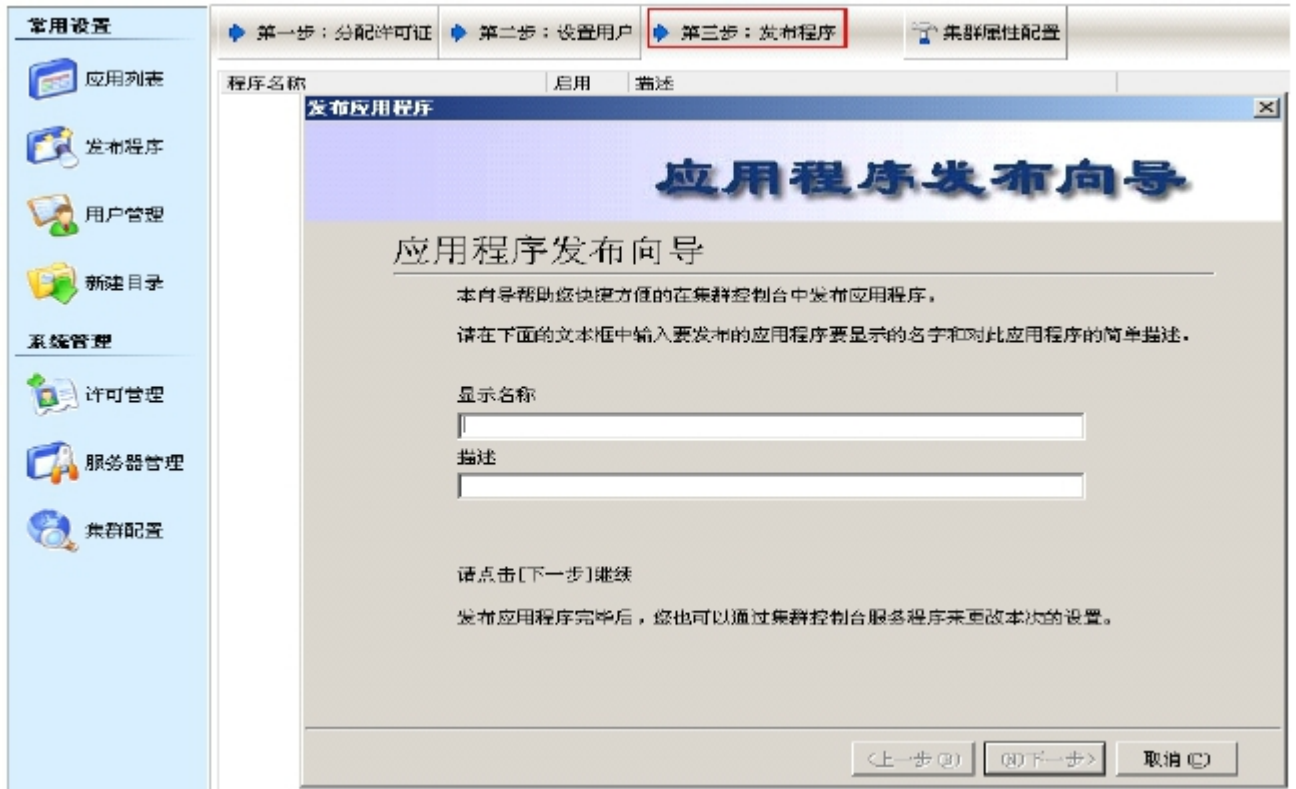 常用设置
应用列表
发布程序
用户管理
新建目录
系统管理
许可管理
服务器管理
集群配置
第一步：分配许可证 第二步：设置用户 第三步：发布程序 集群属性配置
程序名称 启用 描述
发布应用程序
应用程序发布向导
应用程序发布向导
本向导帮助您快捷方便的在集群控制台中发布应用程序。
请在下面的文本框中输入要发布的应用程序要显示的名字和对此应用程序的简单描述。
显示名称
描述
请点击[下一步]继续
发布应用程序完毕后，您也可以通过集群控制台服务程序来更改本次的设置。
<上一步(B) (N)下一步> 取消(C)